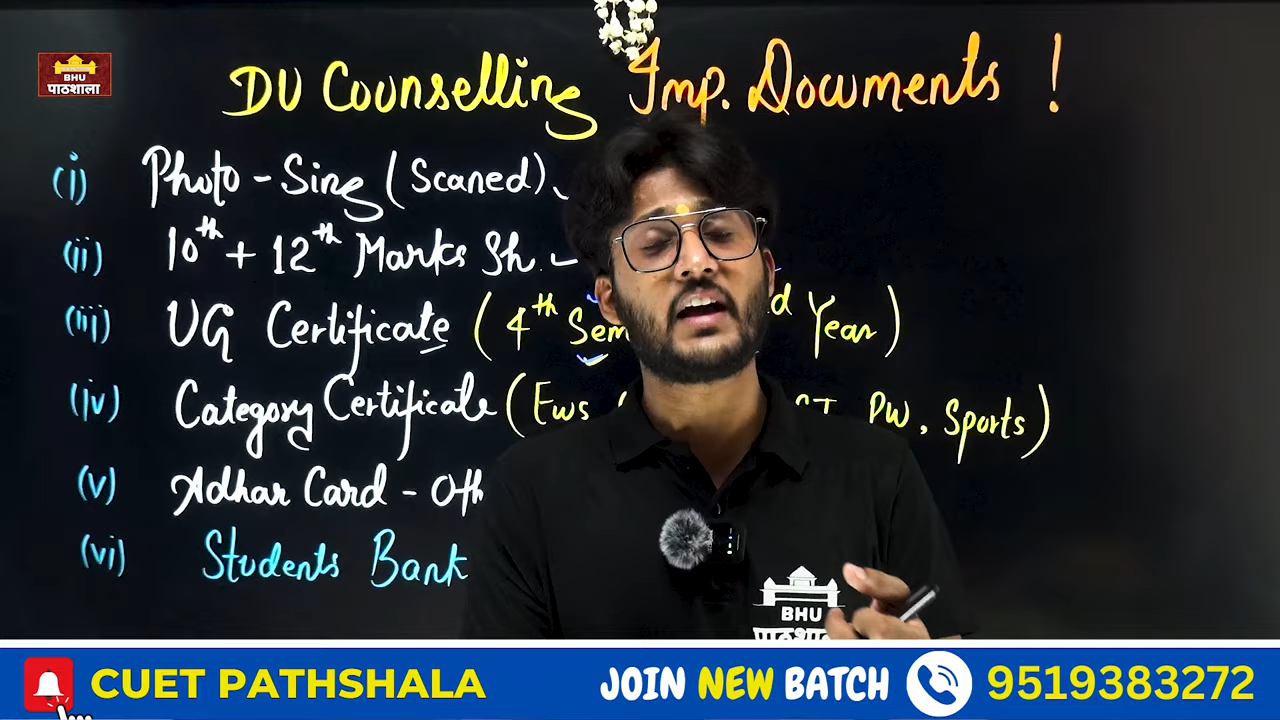 BHU
पाठशाला
DU Counselling Imp. Documents !
(i) Photo - Sing (Scaned)
(ii) 10th + 12th Marks Sh.
(iii) UG Certificate ( 4th Sem Year )
(iv) Category Certificate ( Ews PW, Sports )
(v) Adhar Card - Oth
(vi) Students Bank
BHU
CUET PATHSHALA JOIN NEW BATCH 9519383272